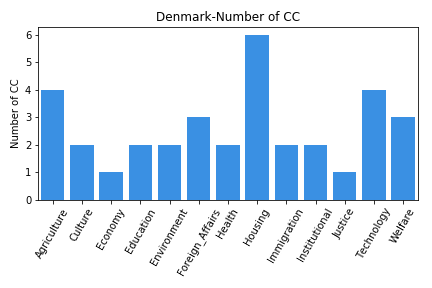 Denmark-Number of CC
Number of CC
6
5
4
3
2
1
0
Agriculture
Culture
Economy
Education
Environment
Foreign_Affairs
Health
Housing
Immigration
Institutional
Justice
Technology
Welfare